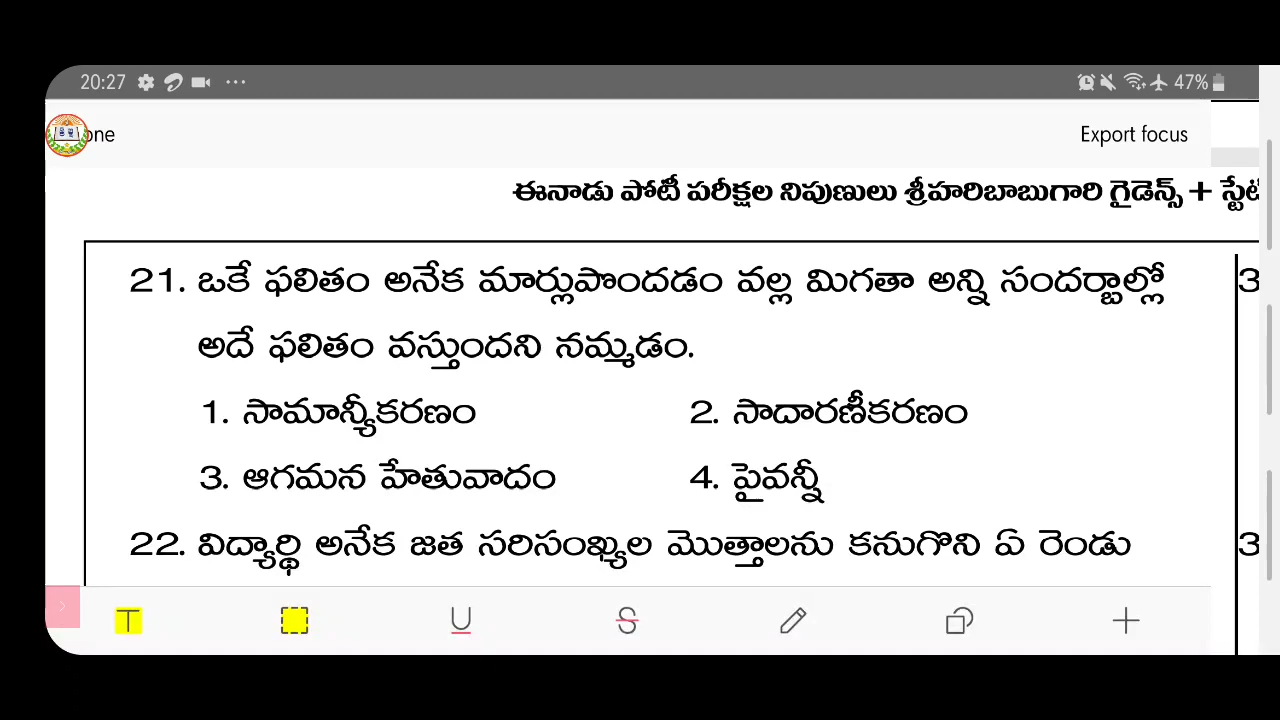 20:27 47%
one Export focus
ఈనాడు పోటీ పరీక్షల నిపుణులు శ్రీహరిబాబుగారి గైడెన్స్ +
21. ఒకే ఫలితం అనేక మార్లుపొందడం వల్ల మిగతా అన్ని సందర్బాల్లో
అదే ఫలితం వస్తుందని నమ్మడం.
1. సామాన్యీకరణం 2. సాదారణీకరణం
3. ఆగమన హేతువాదం 4. పైవన్నీ
22. విద్యార్థి అనేక జత సరిసంఖ్యల మొత్తాలను కనుగొని ఏ రెండు
T U S